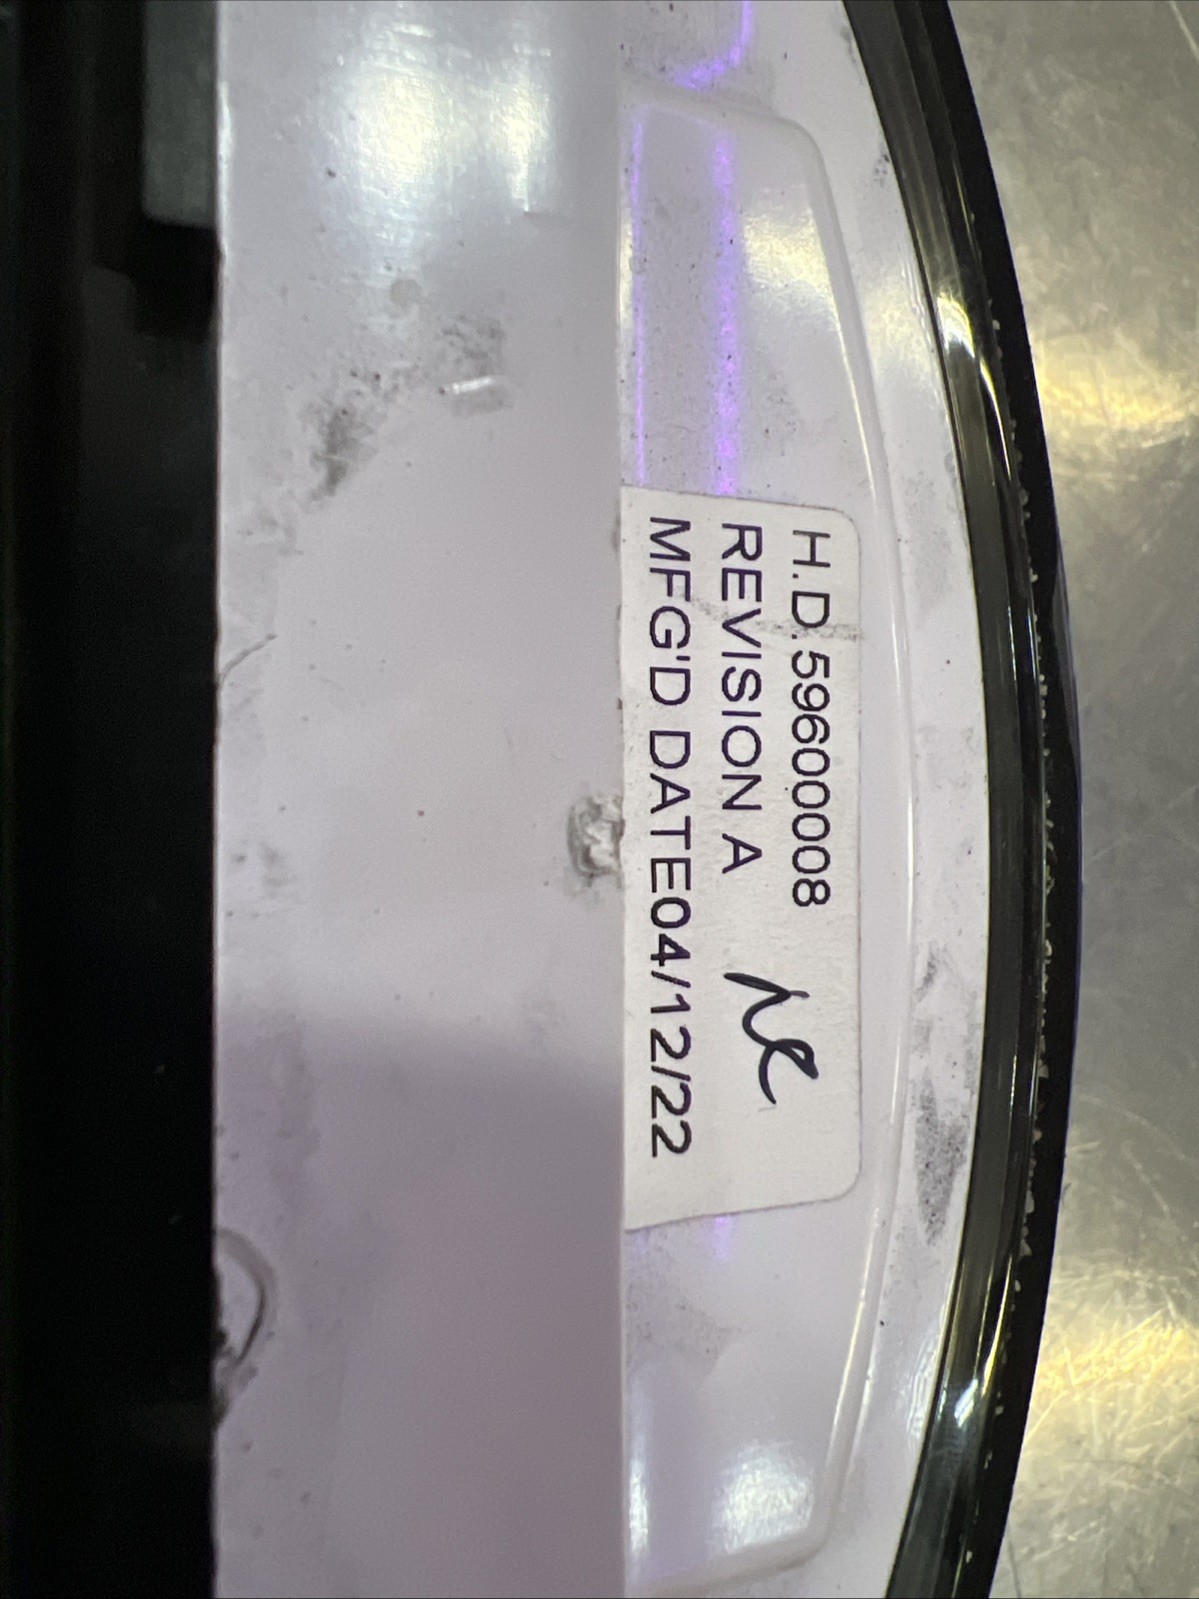 H.D.59600008
REVISION A
MFG'D DATE04/12/22